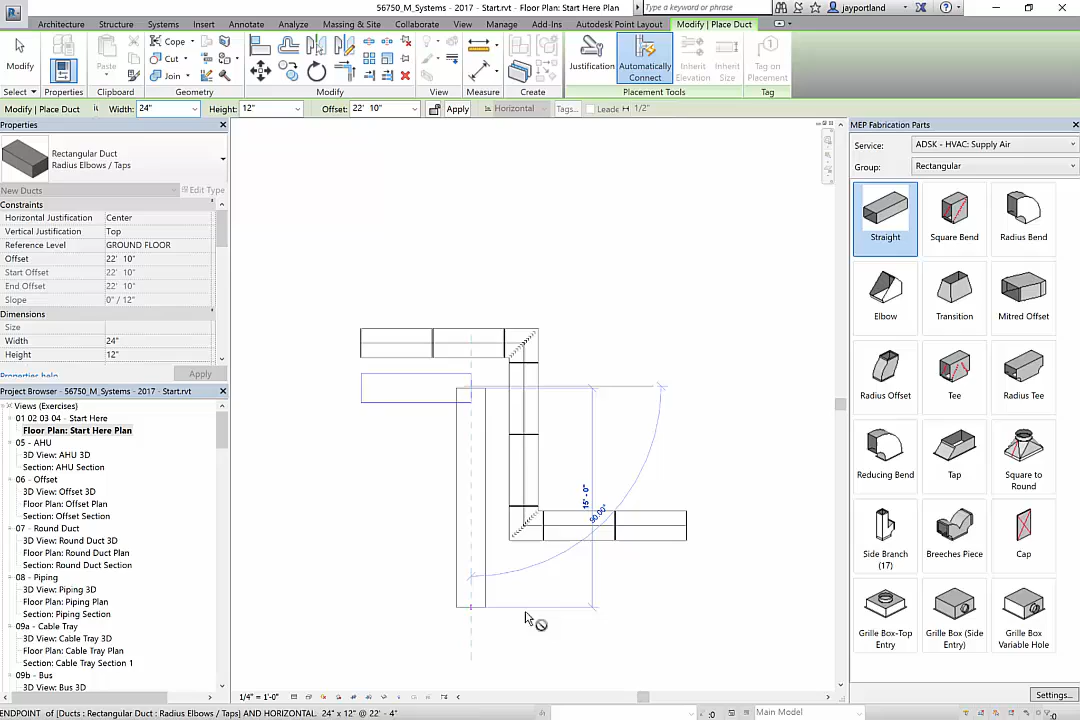 56750_M_Systems - 2017 - Start.rvt - Floor Plan: Start Here Plan
Type a keyword or phrase
jayportland
Architecture Structure Systems Insert Annotate Analyze Massing & Site Collaborate View Manage Add-Ins Autodesk Point Layout Modify | Place Duct
Modify
Paste
Cope
Cut
Join
Justification
Automatically Connect
Inherit Elevation
Inherit Size
Tag on Placement
Select Properties Clipboard Geometry Modify View Measure Create Placement Tools Tag
Modify | Place Duct Width: 24" Height: 12" Offset: 22' 10" Apply Horizontal Tags... Leade 1/2"
Properties
Rectangular Duct
Radius Elbows / Taps
New Ducts Edit Type
Constraints
Horizontal Justification Center
Vertical Justification Top
Reference Level GROUND FLOOR
Offset 22' 10"
Start Offset 22' 10"
End Offset 22' 10"
Slope 0" / 12"
Dimensions
Size
Width 24"
Height 12"
Properties help Apply
Project Browser - 56750_M_Systems - 2017 - Start.rvt
Views (Exercises)
01 02 03 04 - Start Here
Floor Plan: Start Here Plan
05 - AHU
3D View: AHU 3D
Section: AHU Section
06 - Offset
3D View: Offset 3D
Floor Plan: Offset Plan
Section: Offset Section
07 - Round Duct
3D View: Round Duct 3D
Floor Plan: Round Duct Plan
Section: Round Duct Section
08 - Piping
3D View: Piping 3D
Floor Plan: Piping Plan
Section: Piping Section
09a - Cable Tray
3D View: Cable Tray 3D
Floor Plan: Cable Tray Plan
Section: Cable Tray Section 1
09b - Bus
3D View: Bus 3D
15' - 0"
90.00°
1/4" = 1'-0"
MEP Fabrication Parts
Service: ADSK - HVAC: Supply Air
Group: Rectangular
Straight
Square Bend
Radius Bend
Elbow
Transition
Mitred Offset
Radius Offset
Tee
Radius Tee
Reducing Bend
Tap
Square to Round
Side Branch (17)
Breeches Piece
Cap
Grille Box-Top Entry
Grille Box (Side Entry)
Grille Box Variable Hole
Settings...
ENDPOINT of [Ducts : Rectangular Duct : Radius Elbows / Taps] AND HORIZONTAL. 24" x 12" @ 22' - 4"
:0
Main Model
:0